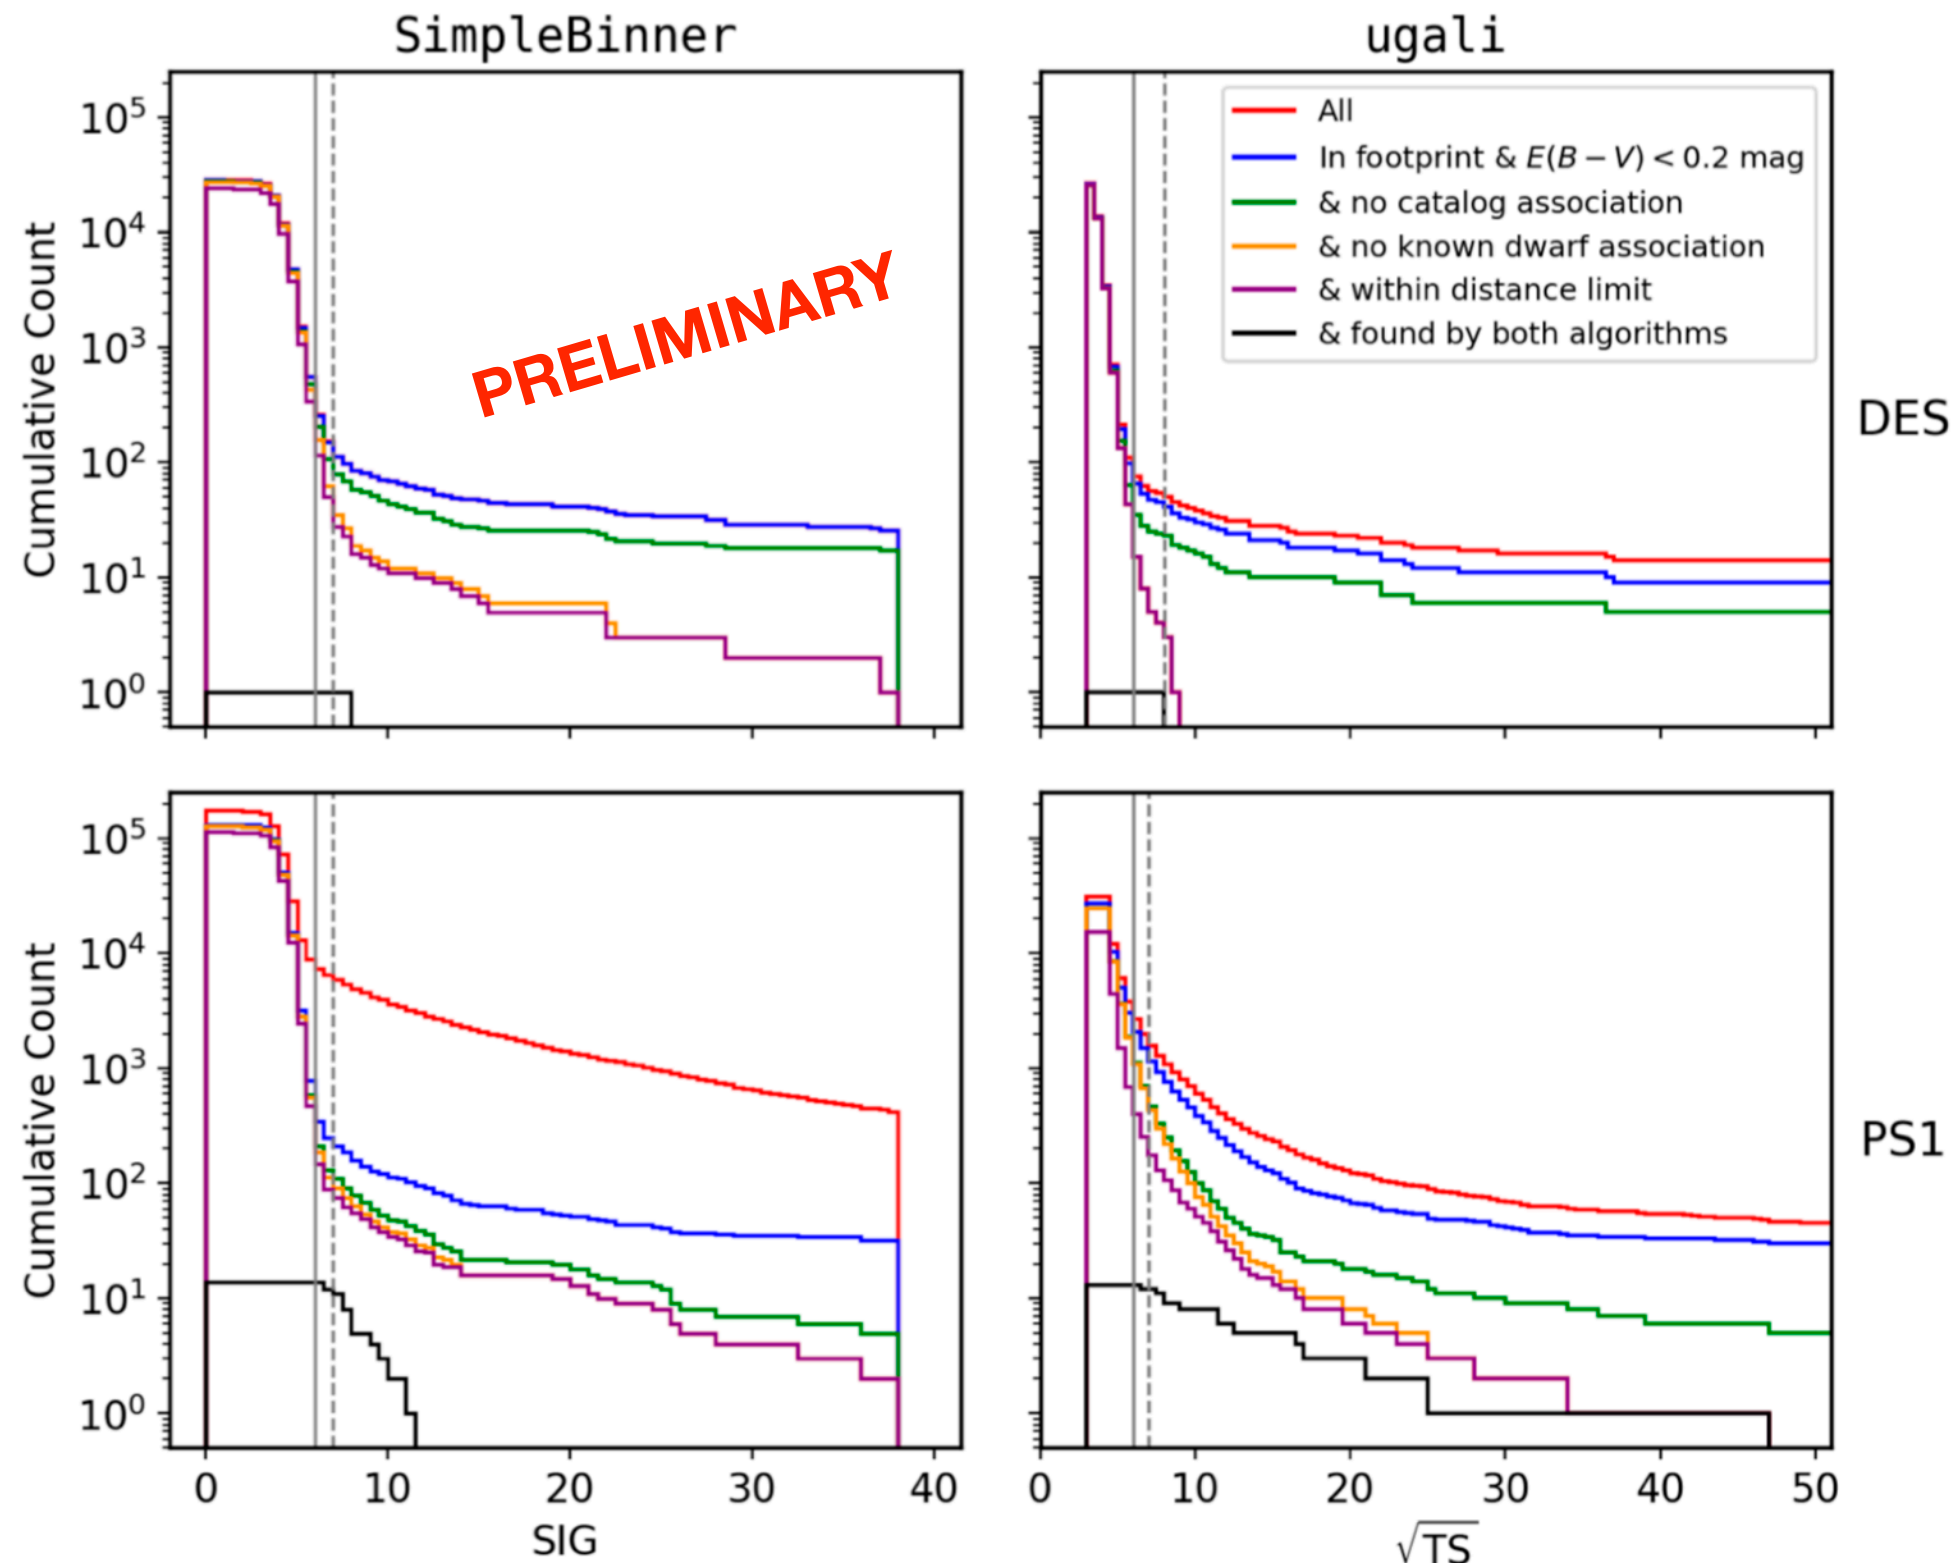 SimpleBinner
ugali
Cumulative Count
10⁵
10⁴
10³
10²
10¹
10⁰
PRELIMINARY
All
In footprint & E(B − V) < 0.2 mag
& no catalog association
& no known dwarf association
& within distance limit
& found by both algorithms
DES
Cumulative Count
10⁵
10⁴
10³
10²
10¹
10⁰
PS1
0 10 20 30 40
SIG
0 10 20 30 40 50
√TS